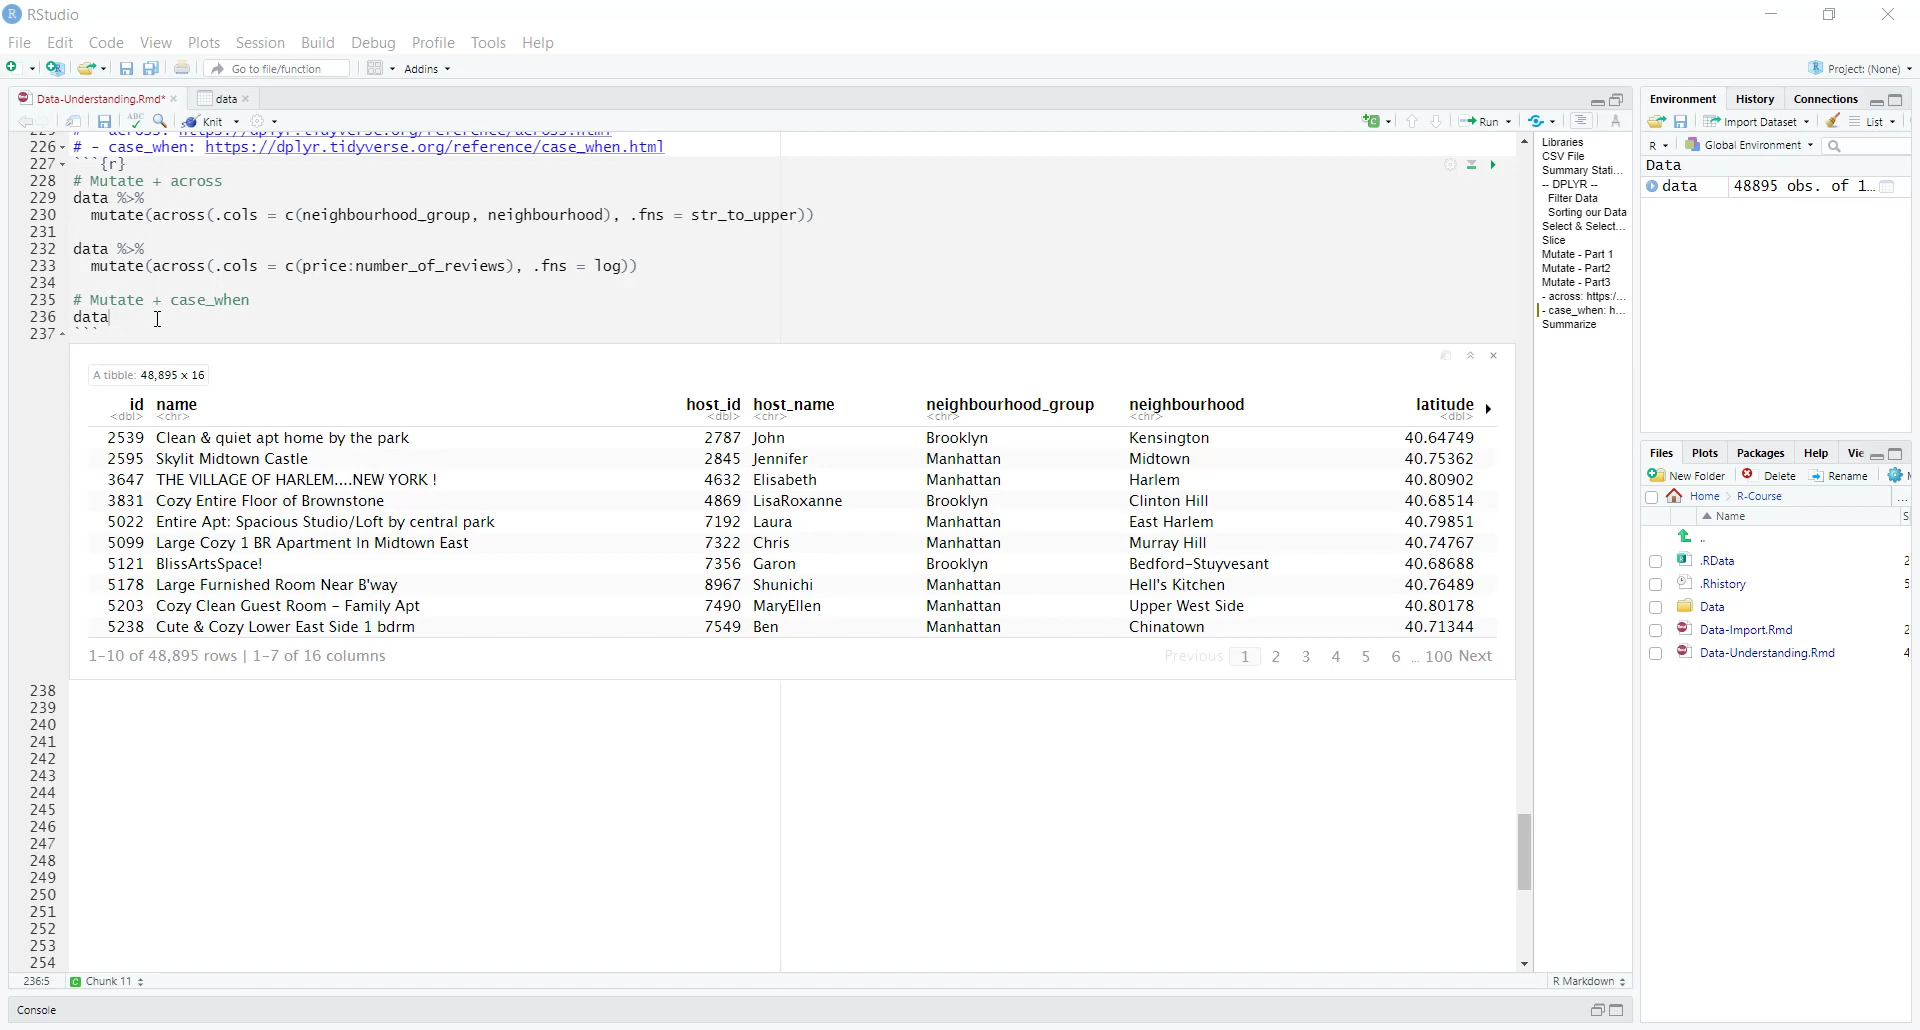 RStudio
File Edit Code View Plots Session Build Debug Profile Tools Help
Go to file/function Addins Project: (None)
Data-Understanding.Rmd* data
Knit Run
# - across: https://dplyr.tidyverse.org/reference/across.html
226 # - case_when: https://dplyr.tidyverse.org/reference/case_when.html
227 ```{r}
228 # Mutate + across
229 data %>%
230 mutate(across(.cols = c(neighbourhood_group, neighbourhood), .fns = str_to_upper))
231
232 data %>%
233 mutate(across(.cols = c(price:number_of_reviews), .fns = log))
234
235 # Mutate + case_when
236 data
237 ```
A tibble: 48,895 x 16
id name host_id host_name neighbourhood_group neighbourhood latitude
<dbl> <chr> <dbl> <chr> <chr> <chr> <dbl>
2539 Clean & quiet apt home by the park 2787 John Brooklyn Kensington 40.64749
2595 Skylit Midtown Castle 2845 Jennifer Manhattan Midtown 40.75362
3647 THE VILLAGE OF HARLEM....NEW YORK ! 4632 Elisabeth Manhattan Harlem 40.80902
3831 Cozy Entire Floor of Brownstone 4869 LisaRoxanne Brooklyn Clinton Hill 40.68514
5022 Entire Apt: Spacious Studio/Loft by central park 7192 Laura Manhattan East Harlem 40.79851
5099 Large Cozy 1 BR Apartment In Midtown East 7322 Chris Manhattan Murray Hill 40.74767
5121 BlissArtsSpace! 7356 Garon Brooklyn Bedford-Stuyvesant 40.68688
5178 Large Furnished Room Near B'way 8967 Shunichi Manhattan Hell's Kitchen 40.76489
5203 Cozy Clean Guest Room - Family Apt 7490 MaryEllen Manhattan Upper West Side 40.80178
5238 Cute & Cozy Lower East Side 1 bdrm 7549 Ben Manhattan Chinatown 40.71344
1-10 of 48,895 rows | 1-7 of 16 columns Previous 1 2 3 4 5 6 ... 100 Next
238
239
240
241
242
243
244
245
246
247
248
249
250
251
252
253
254
236:5 Chunk 11 R Markdown
Console
Libraries
CSV File
Summary Stati...
-- DPLYR --
Filter Data
Sorting our Data
Select & Select...
Slice
Mutate - Part 1
Mutate - Part2
Mutate - Part3
- across: https:/...
- case_when: h...
Summarize
Environment History Connections
Import Dataset List
R Global Environment
Data
data 48895 obs. of 1...
Files Plots Packages Help Vie
New Folder Delete Rename
Home R-Course ...
Name S
..
.RData 2
.Rhistory 5
Data
Data-Import.Rmd 2
Data-Understanding.Rmd 4